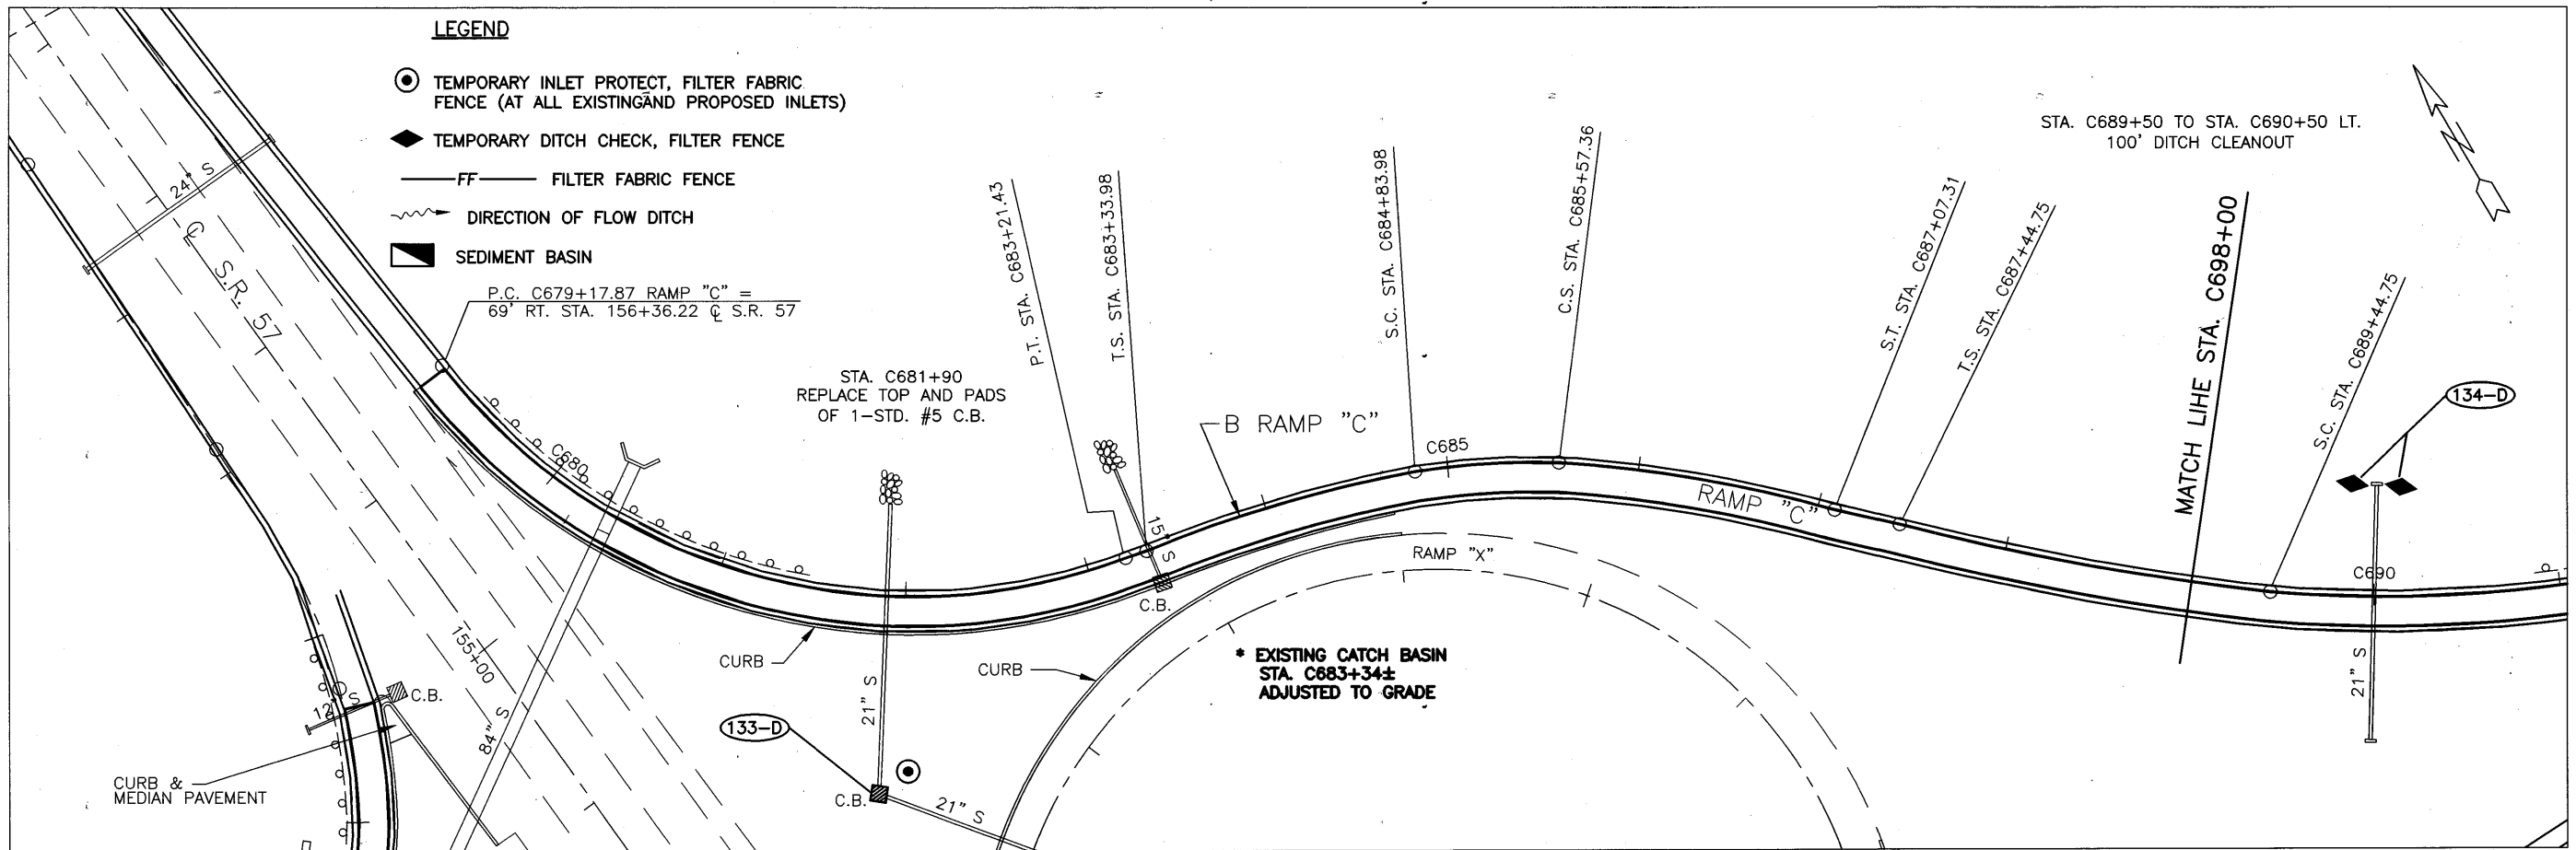 LEGEND
TEMPORARY INLET PROTECT, FILTER FABRIC
FENCE (AT ALL EXISTINGAND PROPOSED INLETS)
TEMPORARY DITCH CHECK, FILTER FENCE
FF
FILTER FABRIC FENCE
DIRECTION OF FLOW DITCH
SEDIMENT BASIN
P.C. C679+17.87 RAMP "C" =
69' RT. STA. 156+36.22 ℄ S.R. 57
24" S
℄ S.R. 57
STA. C681+90
REPLACE TOP AND PADS
OF 1-STD. #5 C.B.
P.T. STA. C683+21.43
T.S. STA. C683+33.98
S.C. STA. C684+83.98
C.S. STA. C685+57.36
S.T. STA. C687+07.31
T.S. STA. C687+44.75
STA. C689+50 TO STA. C690+50 LT.
100' DITCH CLEANOUT
N
MATCH LIHE STA. C698+00
S.C. STA. C689+44.75
134-D
B RAMP "C"
C680
C685
C690
RAMP "C"
RAMP "X"
15" S
C.B.
CURB
CURB
* EXISTING CATCH BASIN
STA. C683+34±
ADJUSTED TO GRADE
155+00
84" S
21" S
21" S
12" S
C.B.
133-D
C.B.
21" S
CURB &
MEDIAN PAVEMENT